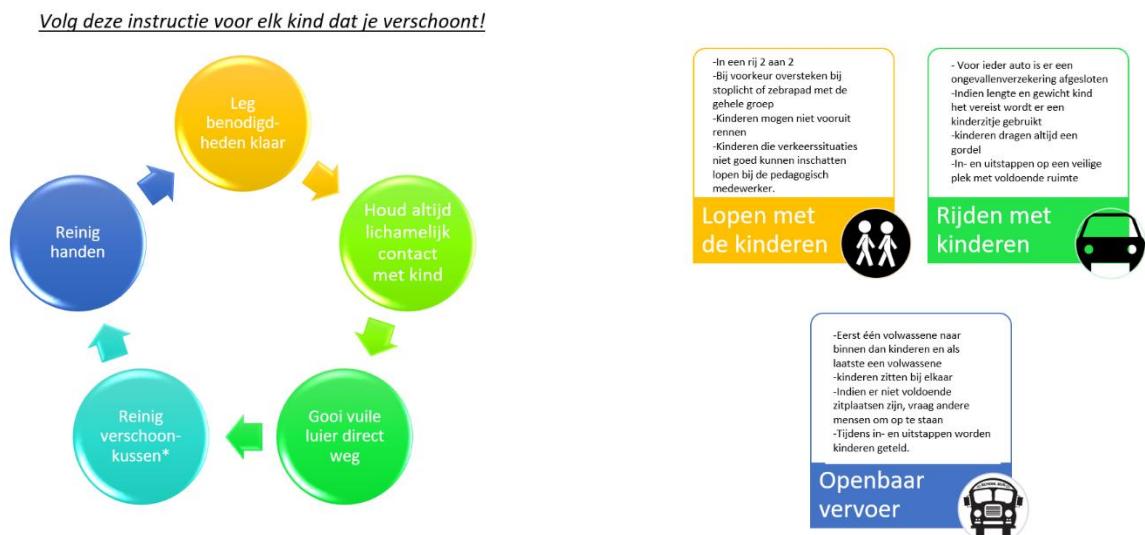 Volg deze instructie voor elk kind dat je verschoont!
Leg
benodigd-
heden klaar
Houd altijd
lichamelijk
contact
met kind
Gooi vuile
luier direct
weg
Reinig
verschoon-
kussen*
Reinig
handen
-In een rij 2 aan 2
-Bij voorkeur oversteken bij
stoplicht of zebrapad met de
gehele groep
-Kinderen mogen niet vooruit
rennen
-Kinderen die verkeerssituaties
niet goed kunnen inschatten
lopen bij de pedagogisch
medewerker.
Lopen met
de kinderen
- Voor ieder auto is er een
ongevallenverzekering afgesloten
-Indien lengte en gewicht kind
het vereist wordt er een
kinderzitje gebruikt
-kinderen dragen altijd een
gordel
-In- en uitstappen op een veilige
plek met voldoende ruimte
Rijden met
kinderen
-Eerst één volwassene naar
binnen dan kinderen en als
laatste een volwassene
-kinderen zitten bij elkaar
-Indien er niet voldoende
zitplaatsen zijn, vraag andere
mensen om op te staan
-Tijdens in- en uitstappen worden
kinderen geteld.
Openbaar
vervoer